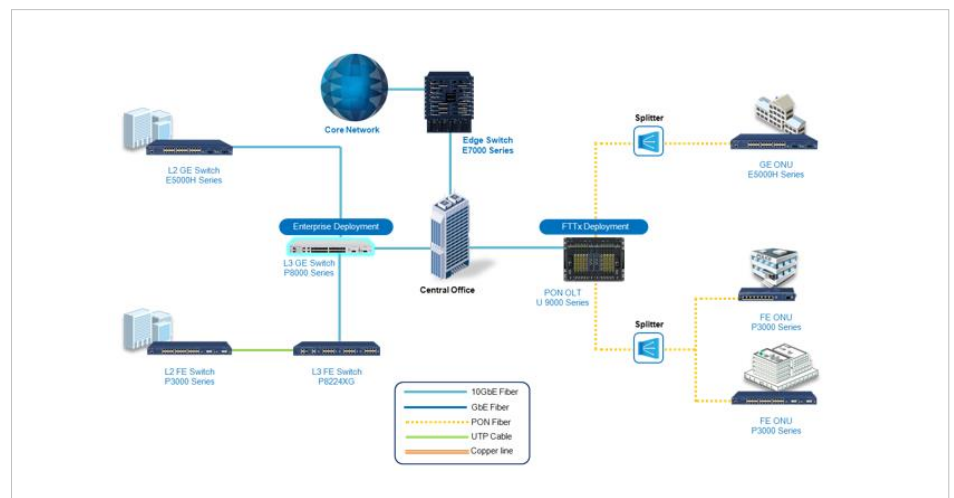 Core Network
Edge Switch
E7000 Series
L2 GE Switch
E5000H Series
Splitter
GE ONU
E5000H Series
Enterprise Deployment
L3 GE Switch
P8000 Series
Central Office
FTTx Deployment
PON OLT
U 9000 Series
L2 FE Switch
P3000 Series
L3 FE Switch
P8224XG
Splitter
FE ONU
P3000 Series
FE ONU
P3000 Series
10GbE Fiber
GbE Fiber
PON Fiber
UTP Cable
Copper line